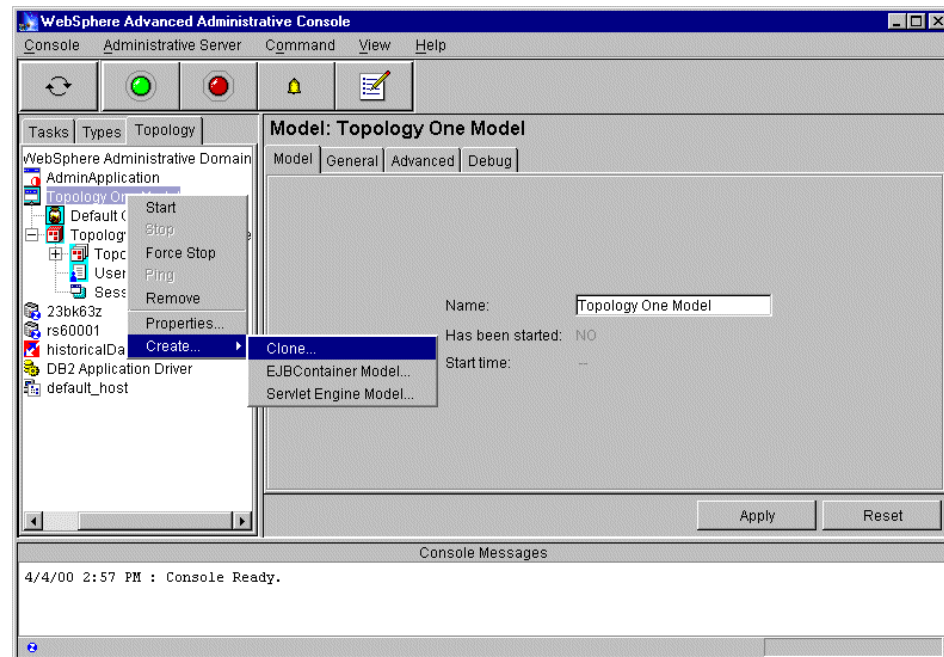 WebSphere Advanced Administrative Console
Console Administrative Server Command View Help
Tasks Types Topology
WebSphere Administrative Domain
AdminApplication
Topology
Default
User
23bk63z
rs60001
DB2 Application Driver
default_host
Start
Stop
Force Stop
Ping
Remove
Properties...
Create...
Clone...
EJBContainer Model...
Servlet Engine Model...
Model: Topology One Model
Model General Advanced Debug
Name: Topology One Model
Has been started: NO
Start time: --
Apply Reset
Console Messages
4/4/00 2:57 PM : Console Ready.